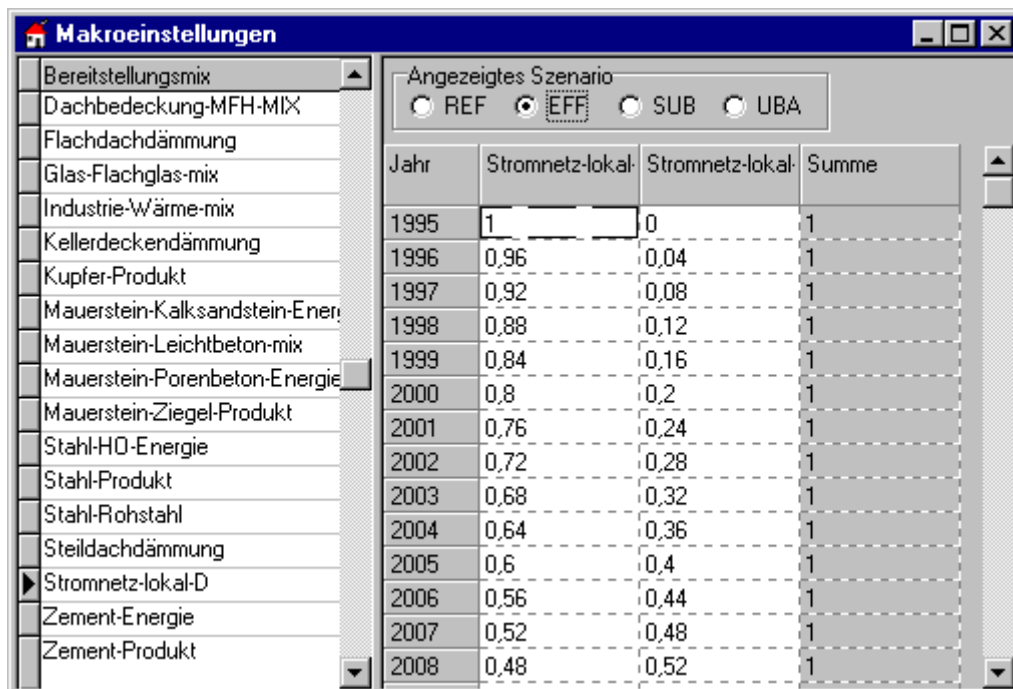 Makroeinstellungen
Bereitstellungsmix
Dachbedeckung-MFH-MIX
Flachdachdämmung
Glas-Flachglas-mix
Industrie-Wärme-mix
Kellerdeckendämmung
Kupfer-Produkt
Mauerstein-Kalksandstein-Energ
Mauerstein-Leichtbeton-mix
Mauerstein-Porenbeton-Energie
Mauerstein-Ziegel-Produkt
Stahl-HO-Energie
Stahl-Produkt
Stahl-Rohstahl
Steildachdämmung
Stromnetz-lokal-D
Zement-Energie
Zement-Produkt
Angezeigtes Szenario
REF EFF SUB UBA
Jahr Stromnetz-lokal- Stromnetz-lokal- Summe
1995 1 0 1
1996 0,96 0,04 1
1997 0,92 0,08 1
1998 0,88 0,12 1
1999 0,84 0,16 1
2000 0,8 0,2 1
2001 0,76 0,24 1
2002 0,72 0,28 1
2003 0,68 0,32 1
2004 0,64 0,36 1
2005 0,6 0,4 1
2006 0,56 0,44 1
2007 0,52 0,48 1
2008 0,48 0,52 1